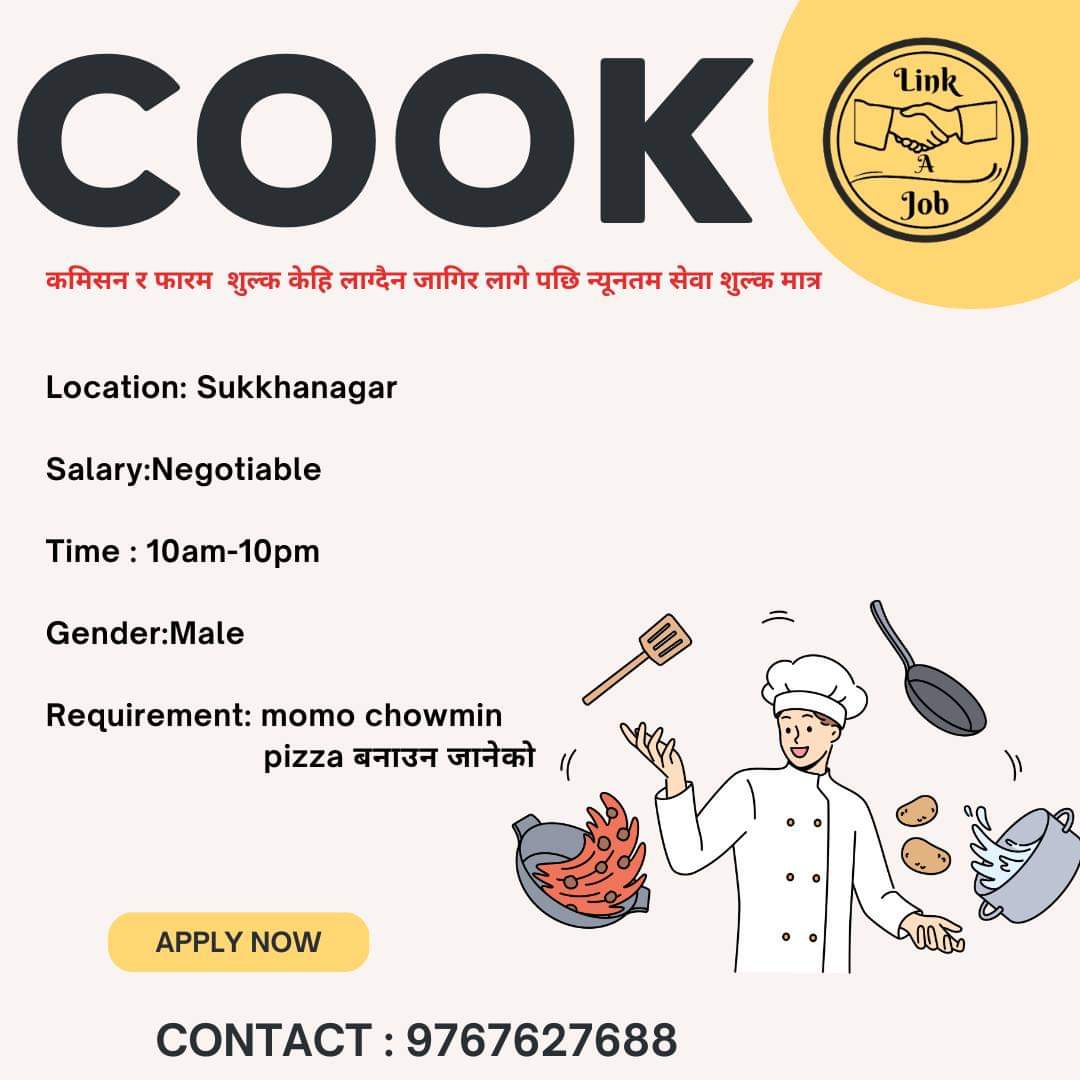 COOK
Link
A
Job
कमिसन र फारम शुल्क केहि लाग्दैन जागिर लागे पछि न्यूनतम सेवा शुल्क मात्र
Location: Sukkhanagar
Salary:Negotiable
Time : 10am-10pm
Gender:Male
Requirement: momo chowmin
pizza बनाउन जानेको
APPLY NOW
CONTACT : 9767627688